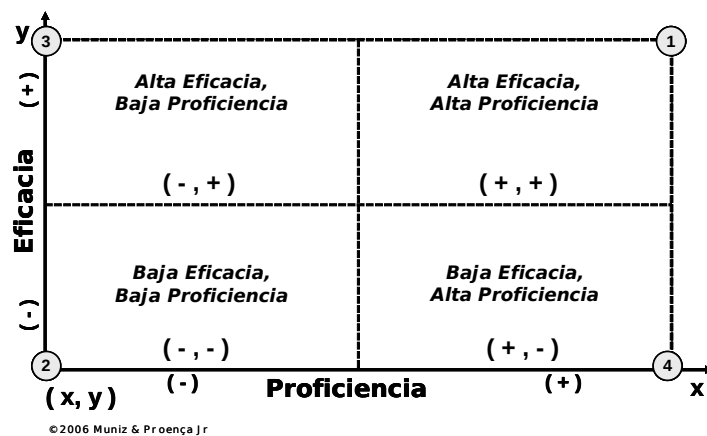 y
3
1
(+)
Alta Eficacia,
Baja Proficiencia
Alta Eficacia,
Alta Proficiencia
( - , + )
( + , + )
Eficacia
Baja Eficacia,
Baja Proficiencia
Baja Eficacia,
Alta Proficiencia
(-)
( - , - )
( + , - )
2
4
( x, y )
(-)
Proficiencia
(+)
x
©2006 Muniz & Proença Jr